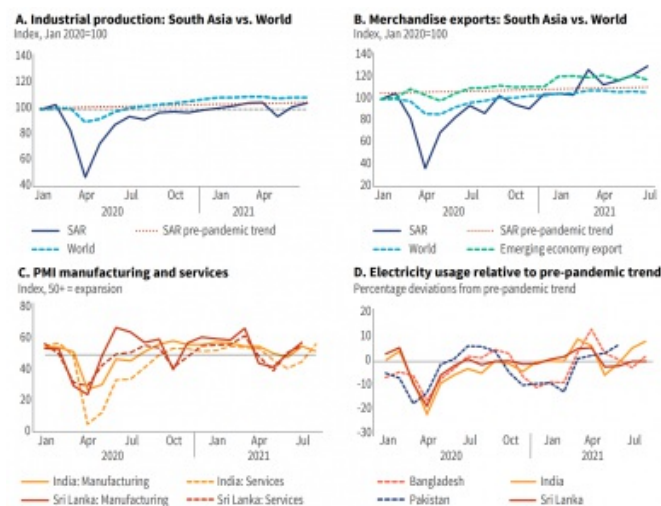 A. Industrial production: South Asia vs. World
Index, Jan 2020=100
140
120
100
80
60
40
Jan Apr Jul Oct Jan Apr
2020 2021
SAR SAR pre-pandemic trend
World
B. Merchandise exports: South Asia vs. World
Index, Jan 2020=100
140
120
100
80
60
40
20
Jan Apr Jul Oct Jan Apr Jul
2020 2021
SAR SAR pre-pandemic trend
World Emerging economy export
C. PMI manufacturing and services
Index, 50+ = expansion
80
60
40
20
0
Jan Apr Jul Oct Jan Apr Jul
2020 2021
India: Manufacturing India: Services
Sri Lanka: Manufacturing Sri Lanka: Services
D. Electricity usage relative to pre-pandemic trend
Percentage deviations from pre-pandemic trend
20
10
0
-10
-20
-30
Jan Apr Jul Oct Jan Apr Jul
2020 2021
Bangladesh India
Pakistan Sri Lanka